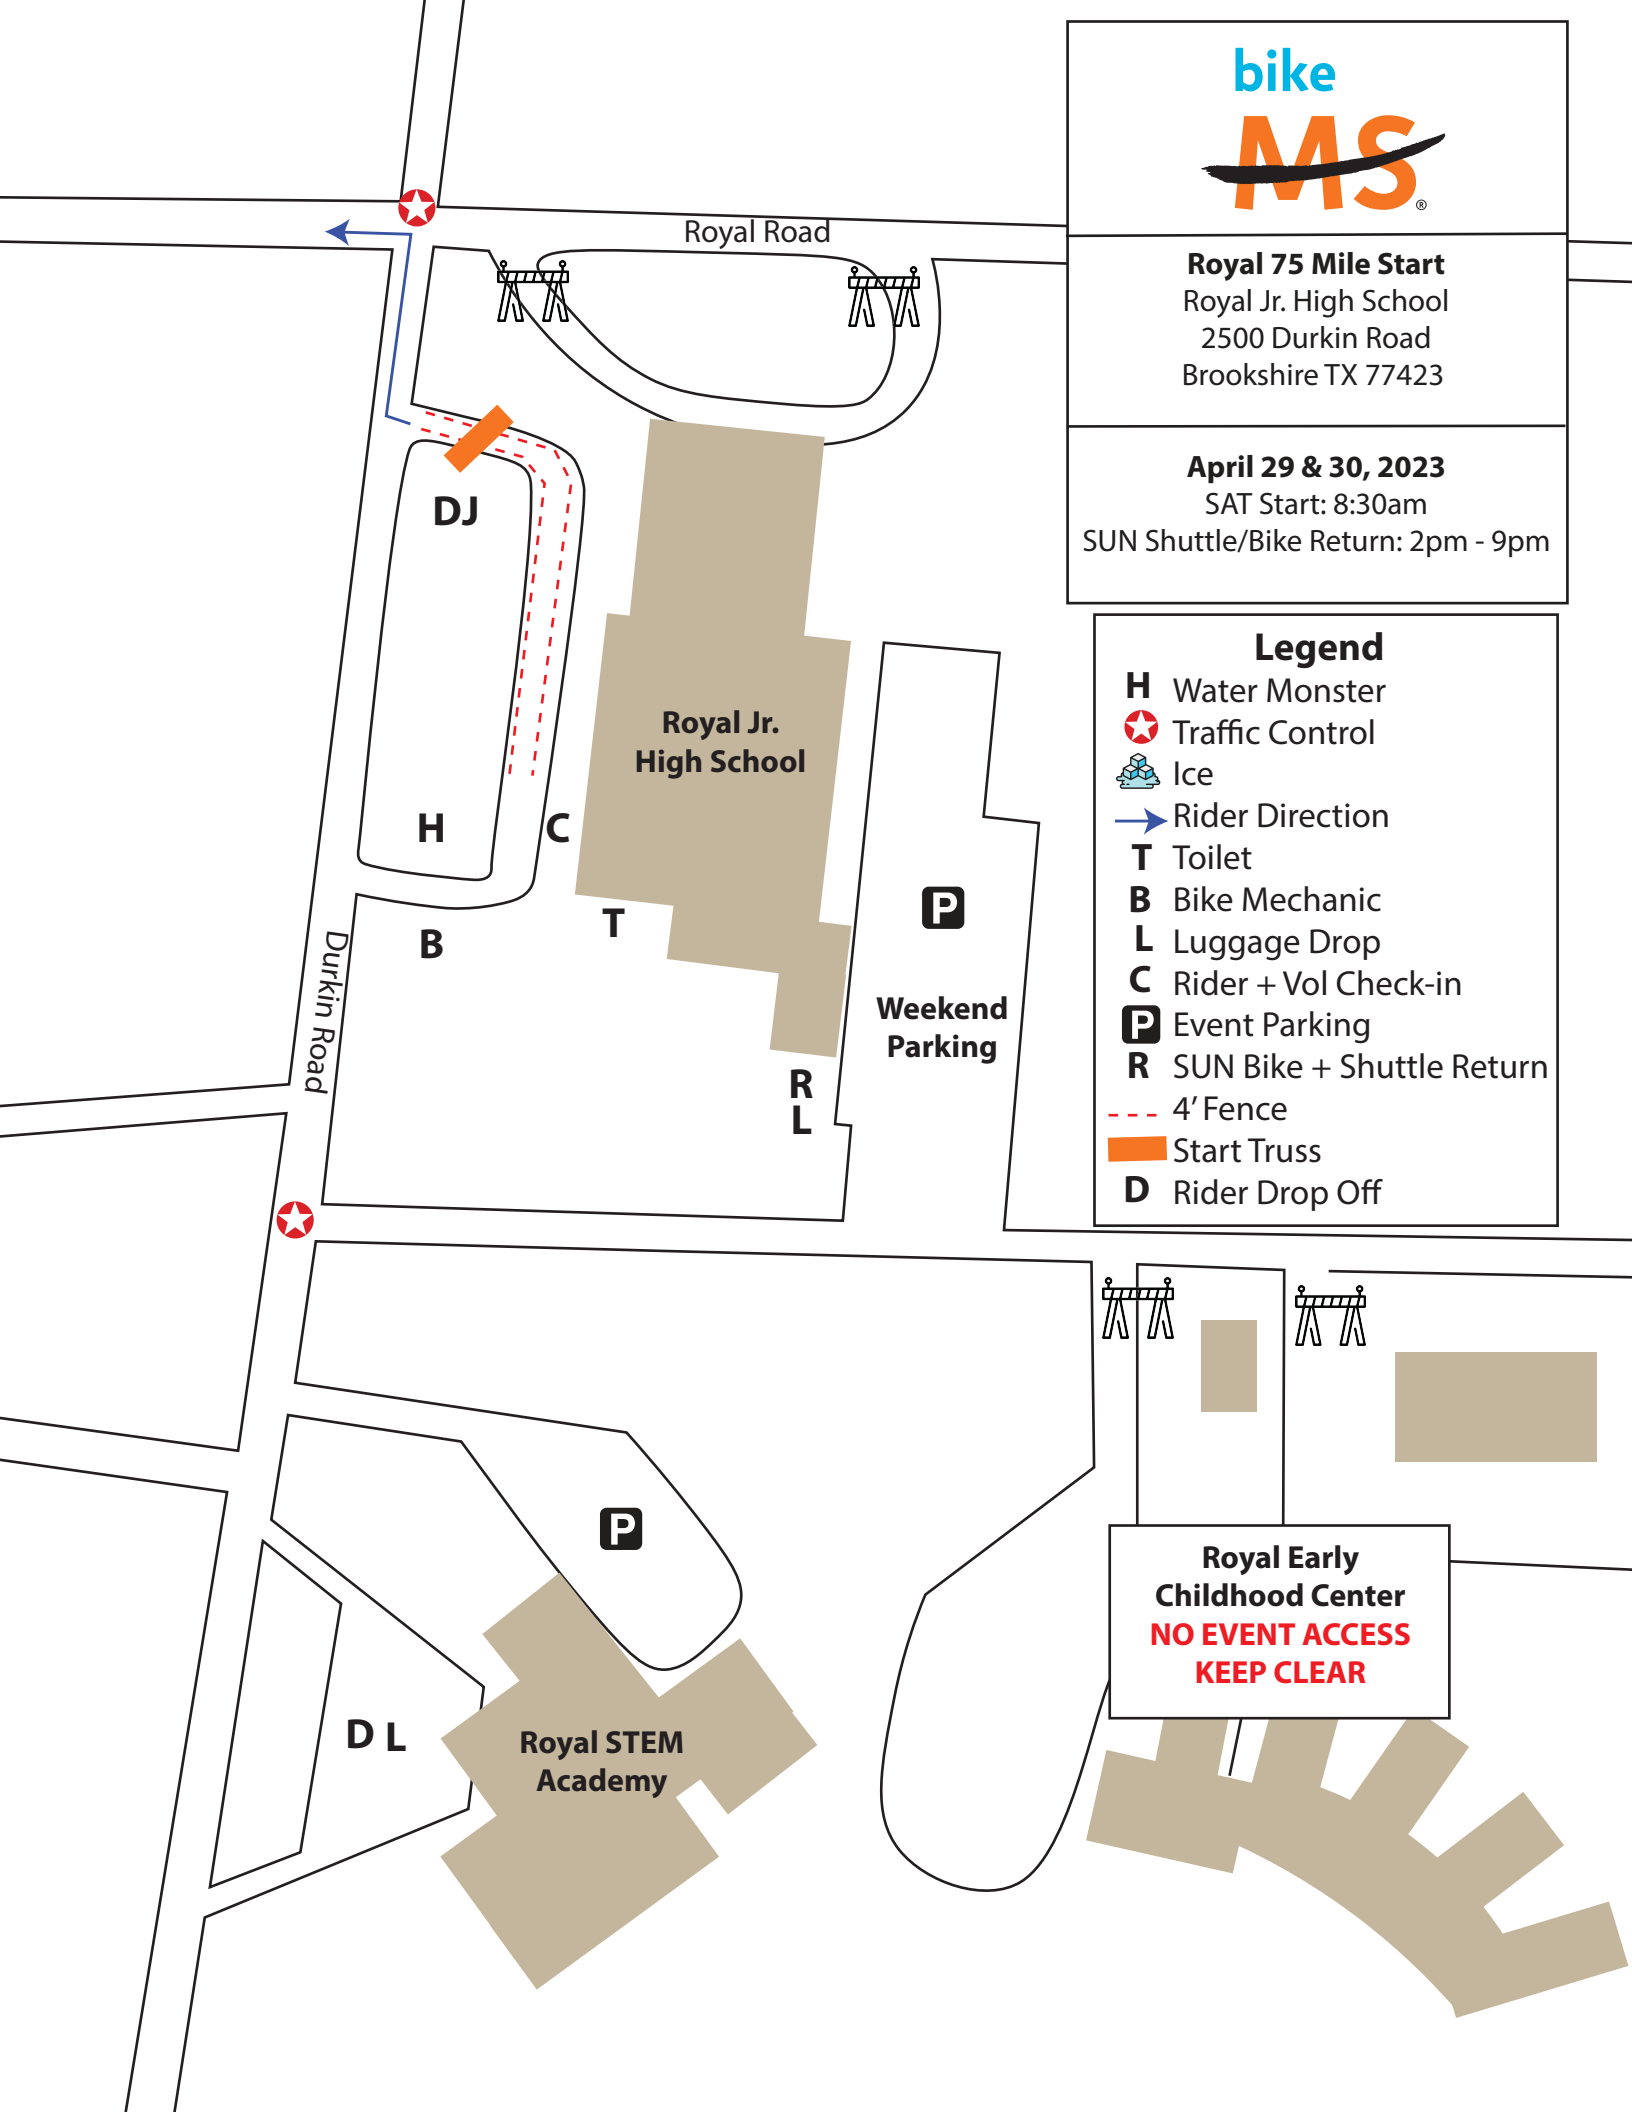 bike
MS®
Royal 75 Mile Start
Royal Jr. High School
2500 Durkin Road
Brookshire TX 77423
April 29 & 30, 2023
SAT Start: 8:30am
SUN Shuttle/Bike Return: 2pm - 9pm
Legend
H Water Monster
Traffic Control
Ice
Rider Direction
T Toilet
B Bike Mechanic
L Luggage Drop
C Rider + Vol Check-in
P Event Parking
R SUN Bike + Shuttle Return
4' Fence
Start Truss
D Rider Drop Off
Royal Road
DJ
Royal Jr.
High School
H
C
T
B
P
Weekend
Parking
Durkin Road
R
L
P
Royal Early
Childhood Center
NO EVENT ACCESS
KEEP CLEAR
D L
Royal STEM
Academy